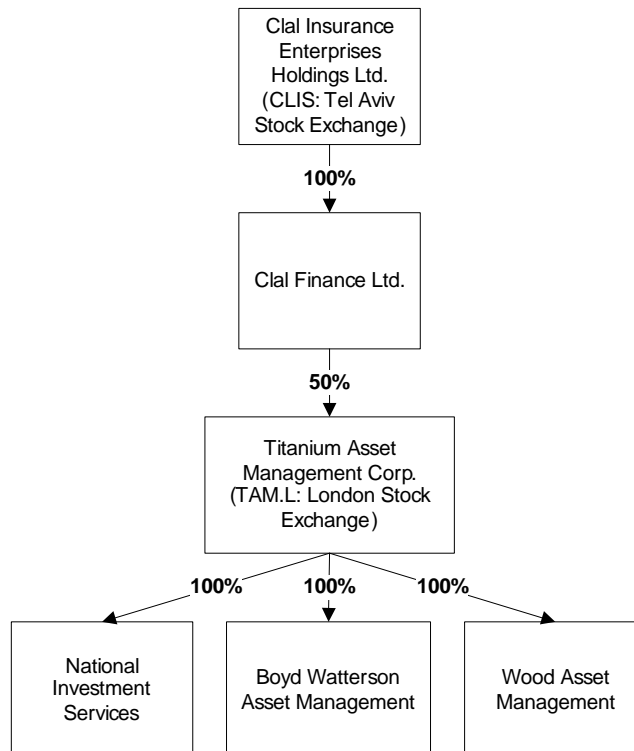 Clal Insurance
Enterprises
Holdings Ltd.
(CLIS: Tel Aviv
Stock Exchange)
100%
Clal Finance Ltd.
50%
Titanium Asset
Management Corp.
(TAM.L: London Stock
Exchange)
100%
100%
100%
National
Investment
Services
Boyd Watterson
Asset Management
Wood Asset
Management